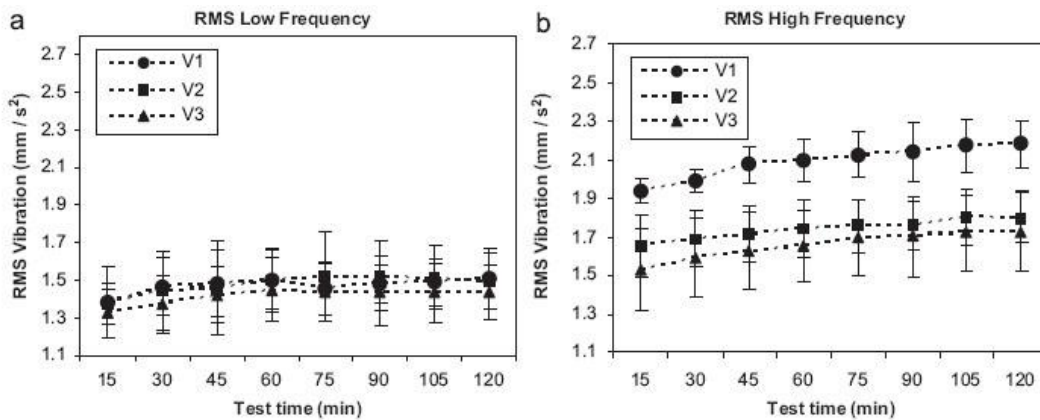 a
RMS Low Frequency
RMS Vibration (mm / s²)
2.7
2.5
2.3
2.1
1.9
1.7
1.5
1.3
1.1
V1
V2
V3
15 30 45 60 75 90 105 120
Test time (min)
b
RMS High Frequency
RMS Vibration (mm / s²)
2.7
2.5
2.3
2.1
1.9
1.7
1.5
1.3
1.1
V1
V2
V3
15 30 45 60 75 90 105 120
Test time (min)